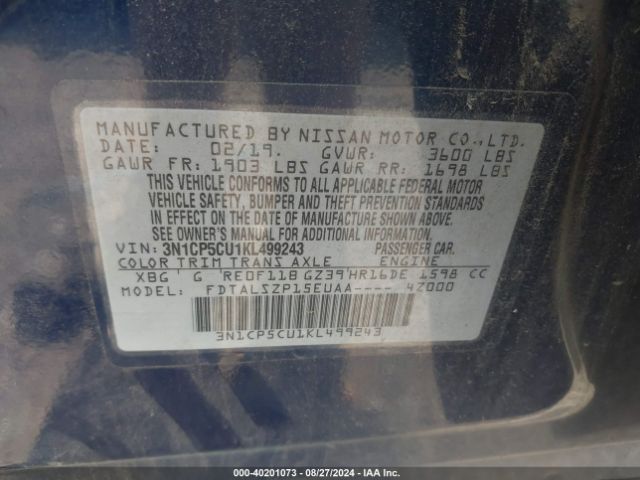 MANUFACTURED BY NISSAN MOTOR CO.,LTD.
DATE: 02/19. GVWR: 3600 LBS
GAWR FR: 1903 LBS GAWR RR: 1698 LBS
THIS VEHICLE CONFORMS TO ALL APPLICABLE FEDERAL MOTOR
VEHICLE SAFETY, BUMPER AND THEFT PREVENTION STANDARDS
IN EFFECT ON THE DATE OF MANUFACTURE SHOWN ABOVE.
SEE OWNER'S MANUAL FOR ADDITIONAL INFORMATION.
VIN: 3N1CP5CU1KL499243 PASSENGER CAR.
COLOR TRIM TRANS AXLE ENGINE
XBG G RE0F11B GZ39 HR16DE 1598 CC
MODEL: FDTALSZP15EUAA---- 4Z000
3N1CP5CU1KL499243
000-40201073 | 08/27/2024 | IAA Inc.